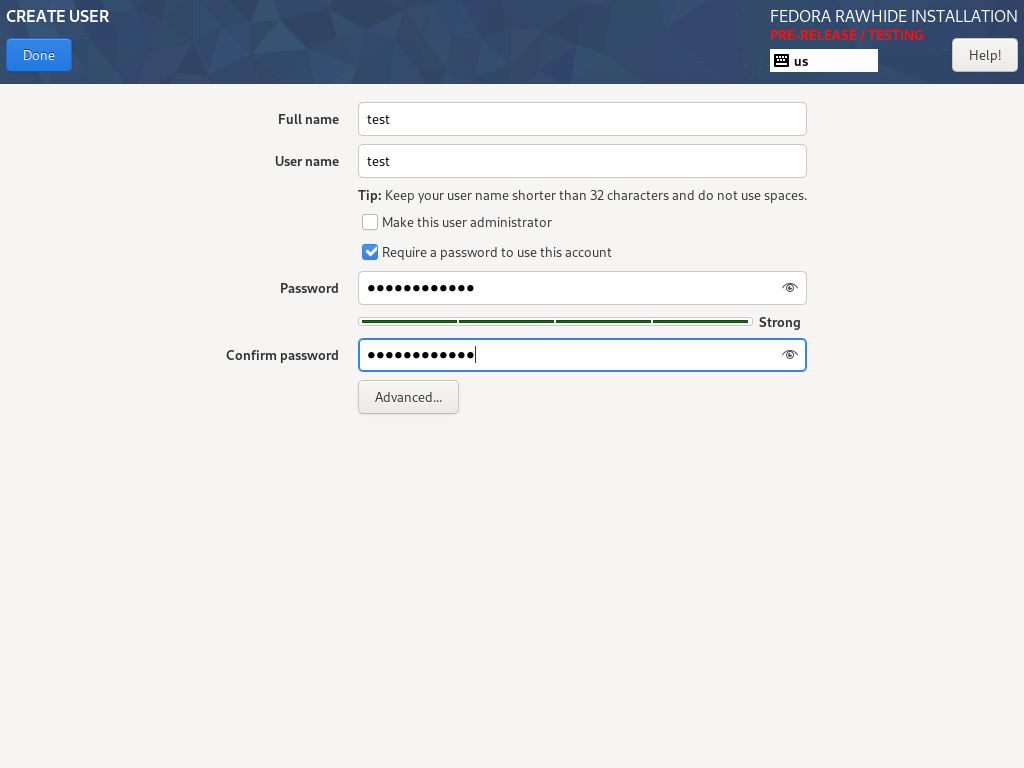 CREATE USER
FEDORA RAWHIDE INSTALLATION
PRE-RELEASE / TESTING
Done
us
Help!
Full name
test
User name
test
Tip: Keep your user name shorter than 32 characters and do not use spaces.
Make this user administrator
Require a password to use this account
Password
●●●●●●●●●●●●
Strong
Confirm password
●●●●●●●●●●●●
Advanced...